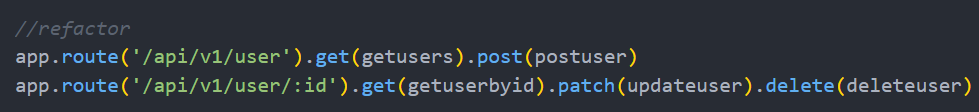 //refactor
app.route('/api/v1/user').get(getusers).post(postuser)
app.route('/api/v1/user/:id').get(getuserbyid).patch(updateuser).delete(deleteuser)